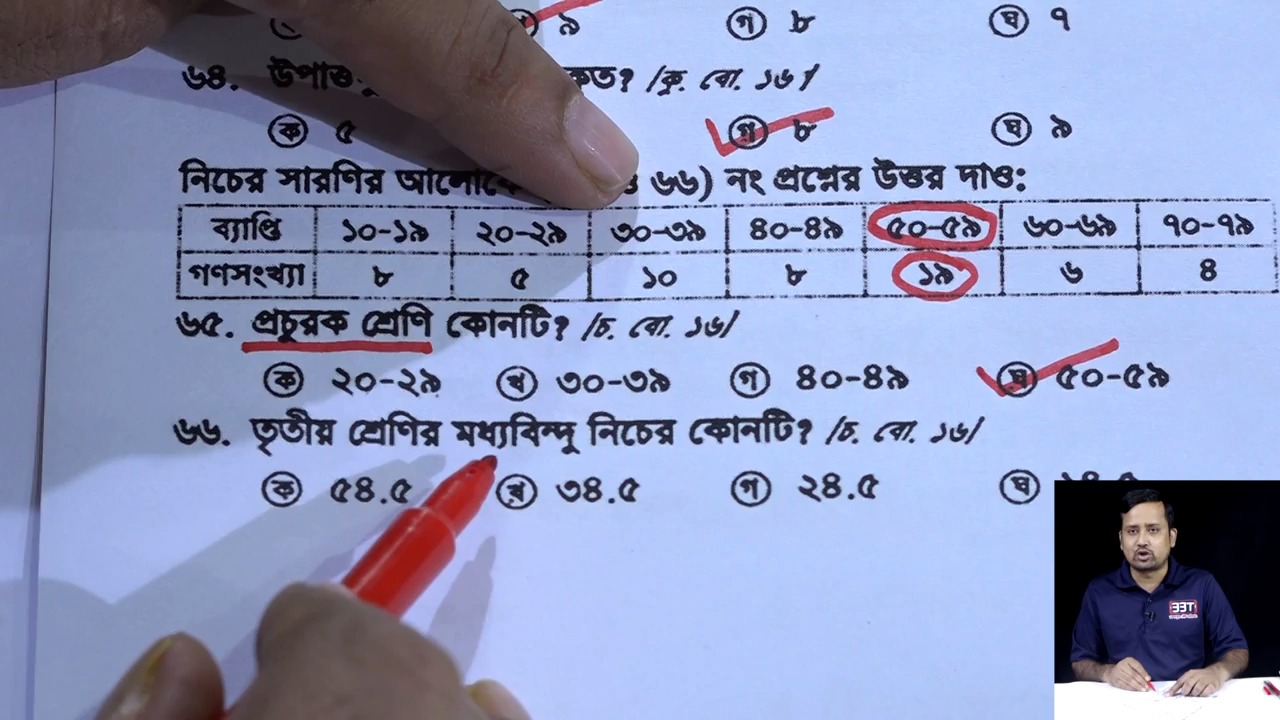 ৯ গ ৮ ঘ ৭
৬৪. কত? /কু. বো. ১৬/
ক ৫ গ ৮ ঘ ৯
নিচের সারণির আলোকে ৬৬) নং প্রশ্নের উত্তর দাও:
ব্যাপ্তি ১০-১৯ ২০-২৯ ৩০-৩৯ ৪০-৪৯ ৫০-৫৯ ৬০-৬৯ ৭০-৭৯
গণসংখ্যা ৮ ৫ ১০ ৮ ১৯ ৬ ৪
৬৫. প্রচুরক শ্রেণি কোনটি? /চ. বো. ১৬/
ক ২০-২৯ খ ৩০-৩৯ গ ৪০-৪৯ ঘ ৫০-৫৯
৬৬. তৃতীয় শ্রেণির মধ্যবিন্দু নিচের কোনটি? /চ. বো. ১৬/
ক ৫৪.৫ খ ৩৪.৫ গ ২৪.৫ ঘ